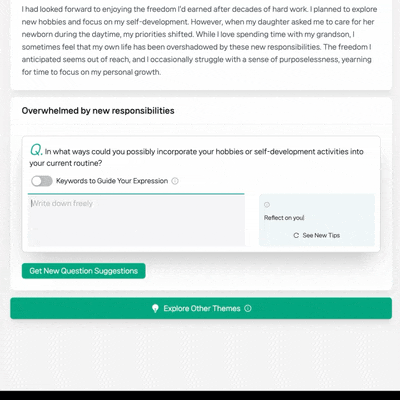 I had looked forward to enjoying the freedom I'd earned after decades of hard work. I planned to explore
new hobbies and focus on my self-development. However, when my daughter asked me to care for her
newborn during the daytime, my priorities shifted. While I love spending time with my grandson, I
sometimes feel that my own life has been overshadowed by these new responsibilities. The freedom I
anticipated seems out of reach, and I occasionally struggle with a sense of purposelessness, yearning
for time to focus on my personal growth.
Overwhelmed by new responsibilities
Q. In what ways could you possibly incorporate your hobbies or self-development activities into
your current routine?
Keywords to Guide Your Expression
Write down freely
Reflect on you
See New Tips
Get New Question Suggestions
Explore Other Themes